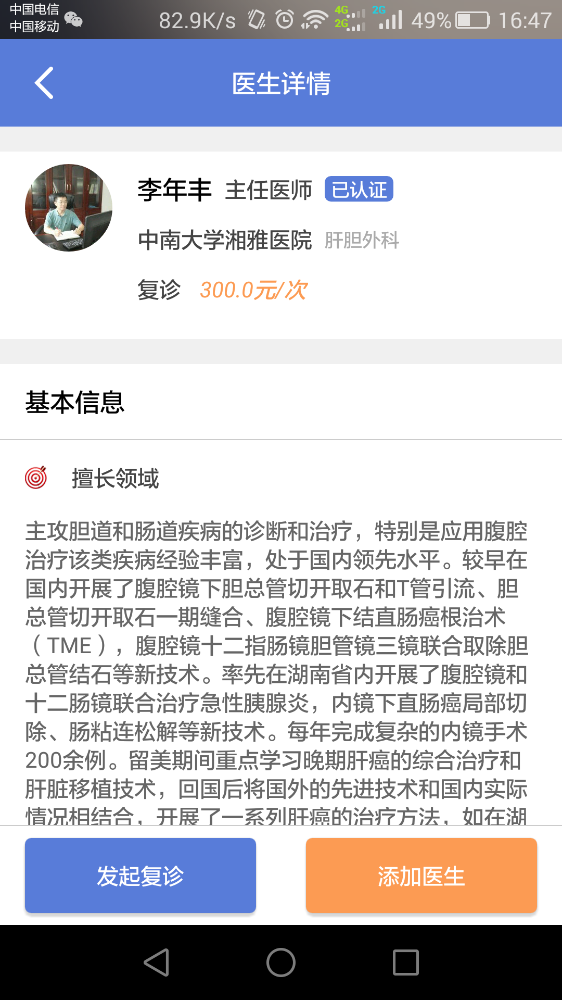 中国电信
中国移动
82.9K/s 4G 2G 2G 49% 16:47
医生详情
李年丰 主任医师 已认证
中南大学湘雅医院 肝胆外科
复诊 300.0元/次
基本信息
擅长领域
主攻胆道和肠道疾病的诊断和治疗，特别是应用腹腔
治疗该类疾病经验丰富，处于国内领先水平。较早在
国内开展了腹腔镜下胆总管切开取石和T管引流、胆
总管切开取石一期缝合、腹腔镜下结直肠癌根治术
（TME），腹腔镜十二指肠镜胆管镜三镜联合取除胆
总管结石等新技术。率先在湖南省内开展了腹腔镜和
十二肠镜联合治疗急性胰腺炎，内镜下直肠癌局部切
除、肠粘连松解等新技术。每年完成复杂的内镜手术
200余例。留美期间重点学习晚期肝癌的综合治疗和
肝脏移植技术，回国后将国外的先进技术和国内实际
情况相结合，开展了一系列肝癌的治疗方法，如在湖
发起复诊 添加医生